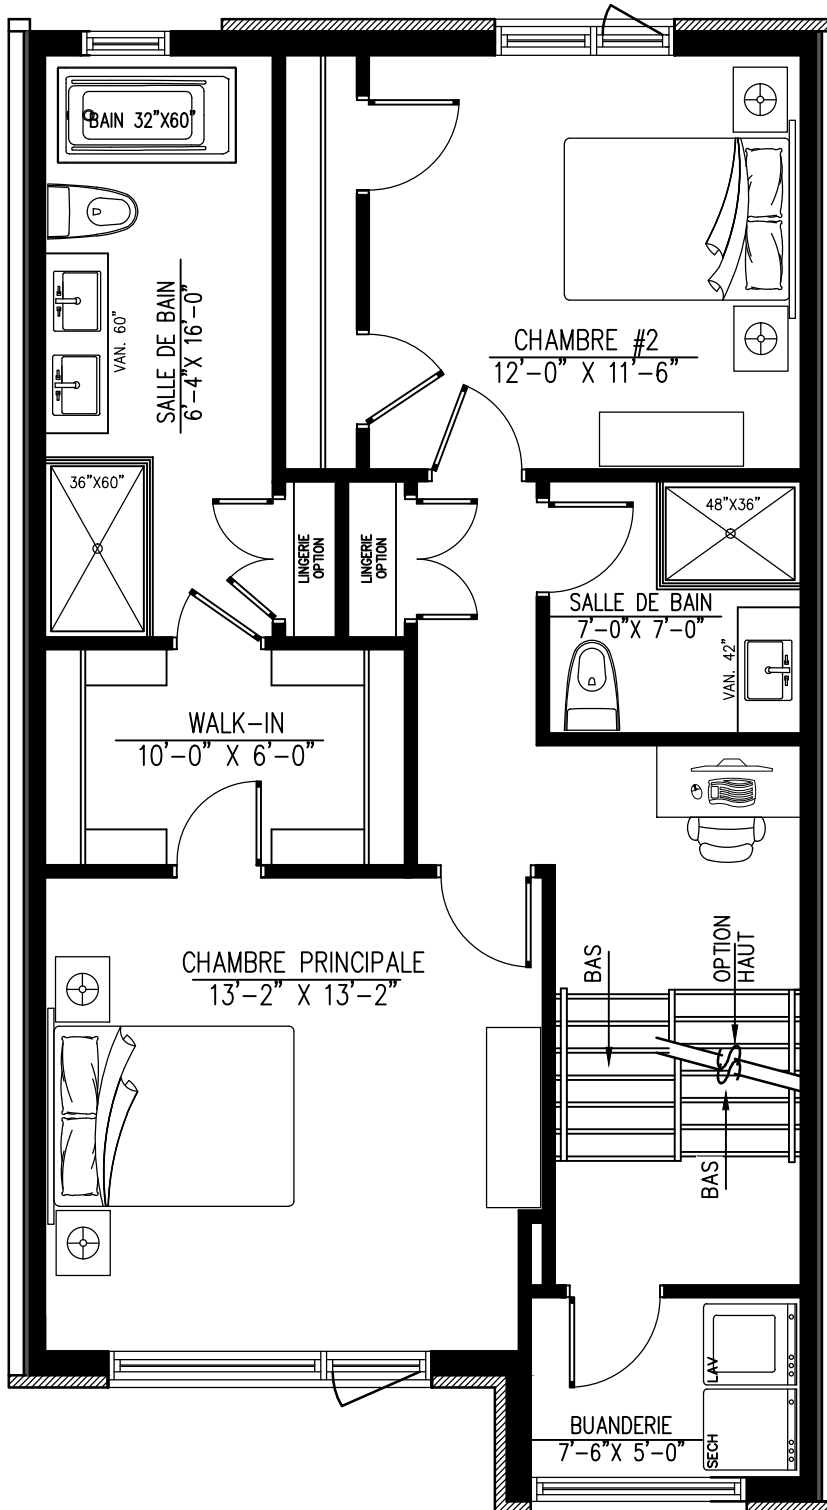 BAIN 32"X60"
SALLE DE BAIN
6'-4"X 16'-0"
VAN. 60"
CHAMBRE #2
12'-0" X 11'-6"
36"X60"
LINGERIE
OPTION
LINGERIE
OPTION
48"X36"
SALLE DE BAIN
7'-0"X 7'-0"
VAN. 42"
WALK-IN
10'-0" X 6'-0"
CHAMBRE PRINCIPALE
13'-2" X 13'-2"
BAS
OPTION
HAUT
BAS
LAV
SECH
BUANDERIE
7'-6"X 5'-0"